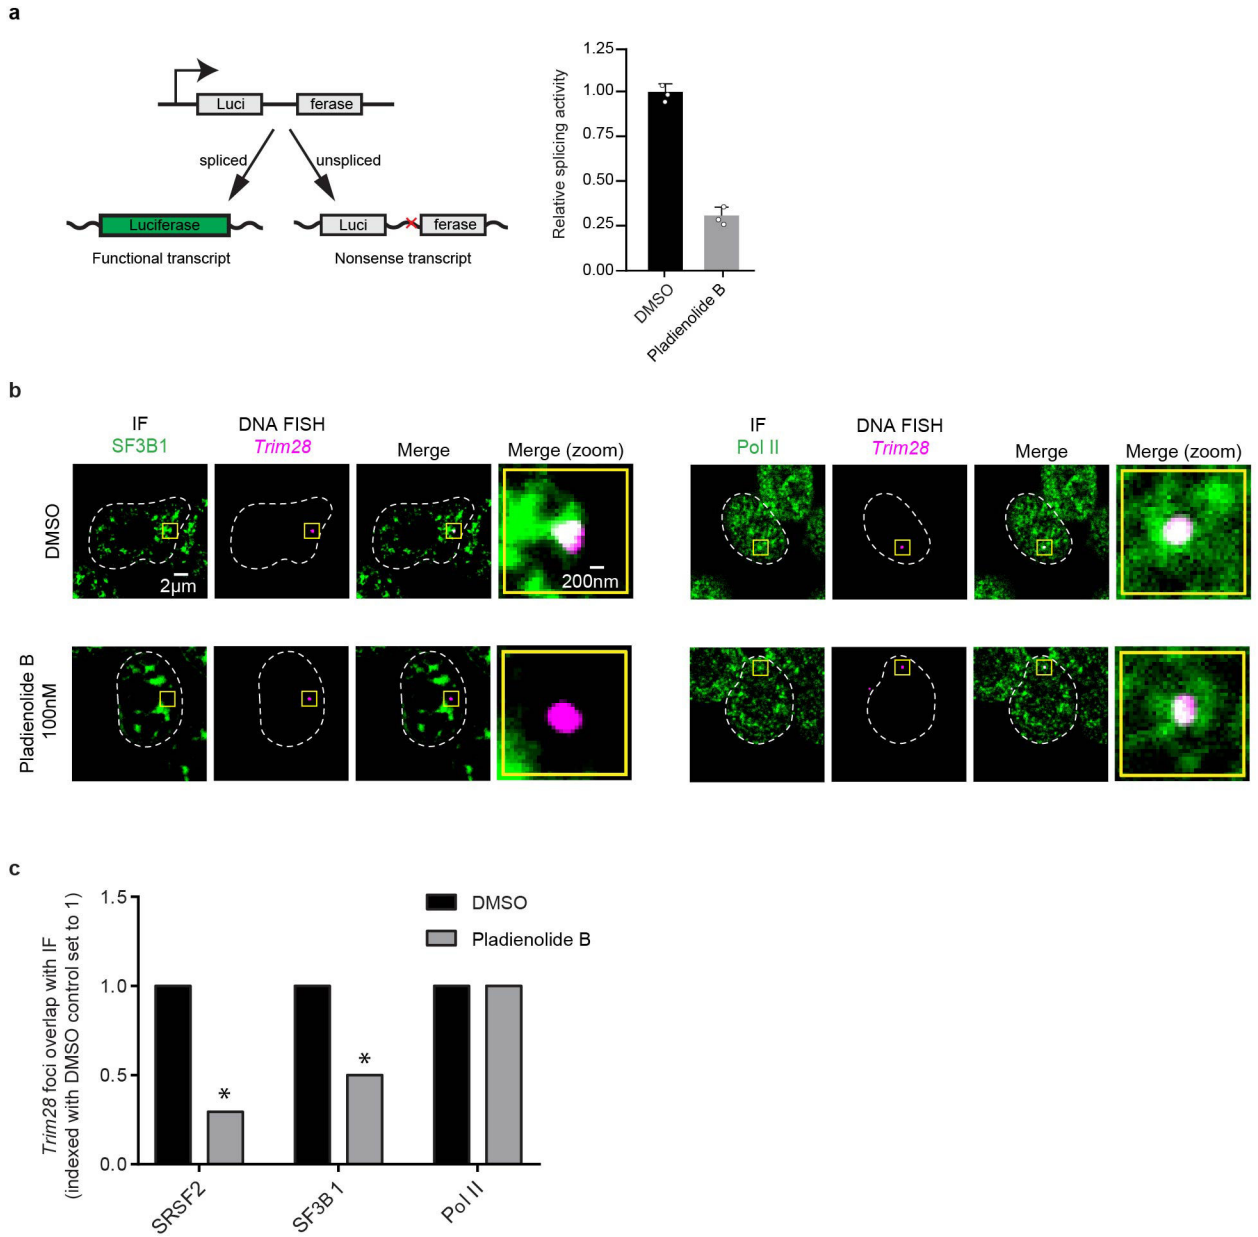 a
Luci
ferase
spliced
unspliced
Luciferase
Luci
ferase
Functional transcript
Nonsense transcript
Relative splicing activity
1.25
1.00
0.75
0.50
0.25
0.00
DMSO
Pladienolide B
b
IF
SF3B1
DNA FISH
Trim28
Merge
Merge (zoom)
IF
Pol II
DNA FISH
Trim28
Merge
Merge (zoom)
DMSO
2μm
200nm
Pladienolide B
100nM
c
Trim28 foci overlap with IF
(indexed with DMSO control set to 1)
1.5
1.0
0.5
0.0
DMSO
Pladienolide B
*
*
SRSF2
SF3B1
Pol II